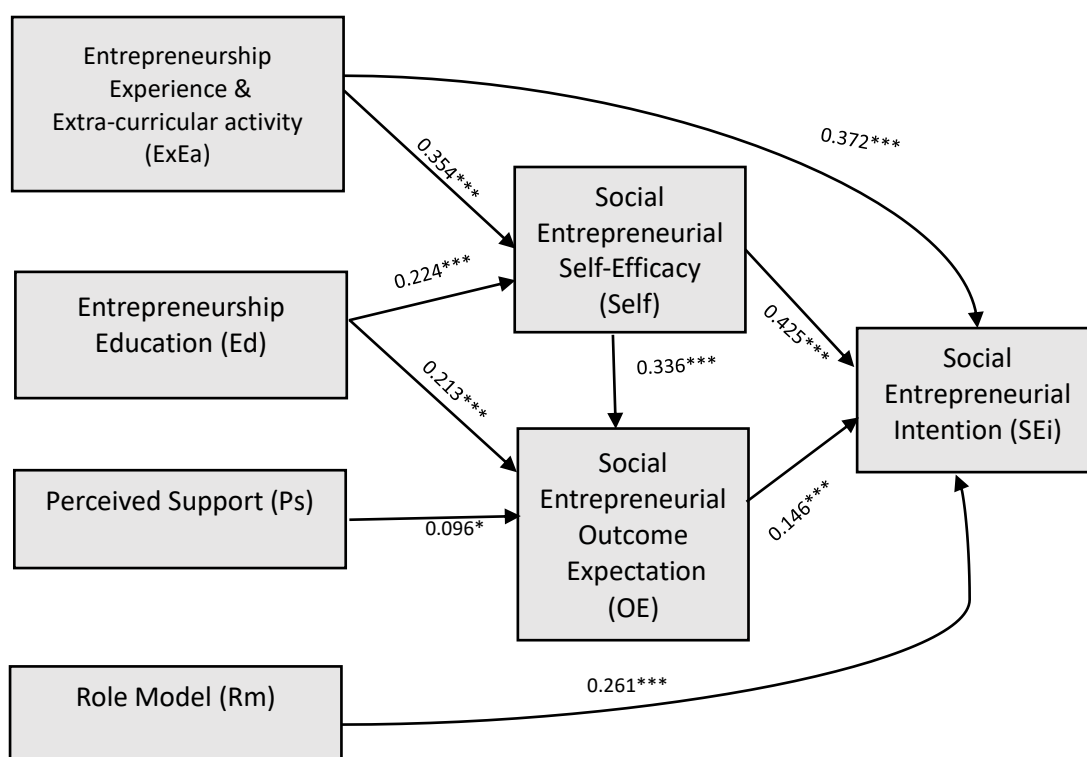 Entrepreneurship
Experience &
Extra-curricular activity
(ExEa)
0.372***
0.354***
Social
Entrepreneurial
Self-Efficacy
(Self)
0.224***
Entrepreneurship
Education (Ed)
0.425***
0.336***
0.213***
Social
Entrepreneurial
Intention (SEi)
Social
Entrepreneurial
Outcome
Expectation
(OE)
Perceived Support (Ps)
0.096*
0.146***
Role Model (Rm)
0.261***